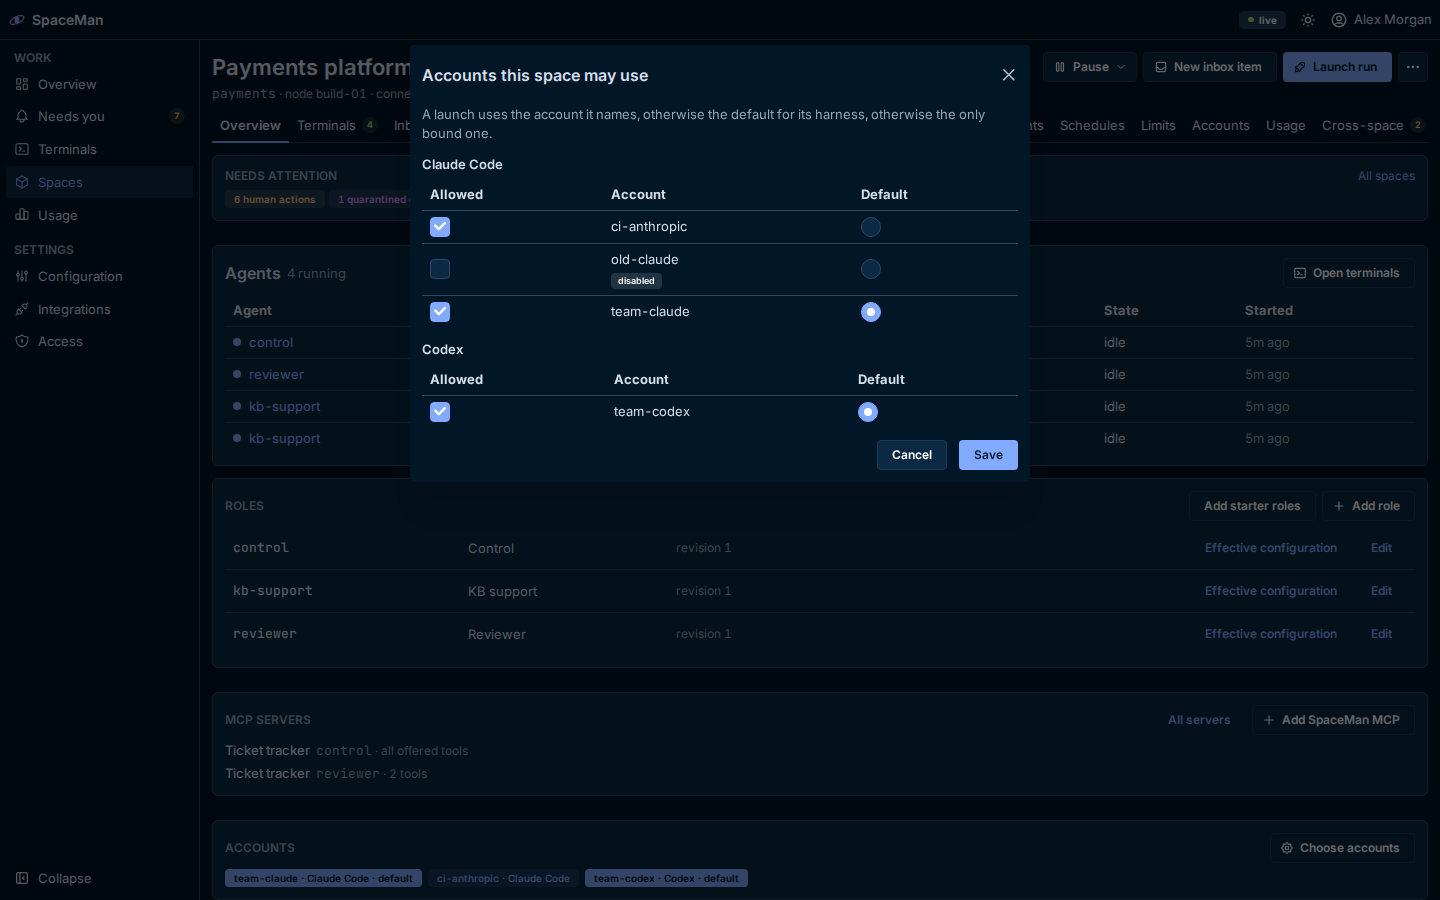 SpaceMan
live
Alex Morgan
WORK
Overview
Needs you 7
Terminals
Spaces
Usage
SETTINGS
Configuration
Integrations
Access
Collapse
Payments platform
Pause
New inbox item
Launch run
payments · node build-01 · conne
Overview
Terminals 4
Inb
nts
Schedules
Limits
Accounts
Usage
Cross-space 2
NEEDS ATTENTION
All spaces
6 human actions
1 quarantined
Agents 4 running
Open terminals
Agent
State
Started
control
idle
5m ago
reviewer
idle
5m ago
kb-support
idle
5m ago
kb-support
idle
5m ago
Accounts this space may use
A launch uses the account it names, otherwise the default for its harness, otherwise the only
bound one.
Claude Code
Allowed
Account
Default
ci-anthropic
old-claude
disabled
team-claude
Codex
Allowed
Account
Default
team-codex
Cancel
Save
ROLES
Add starter roles
Add role
control
Control
revision 1
Effective configuration
Edit
kb-support
KB support
revision 1
Effective configuration
Edit
reviewer
Reviewer
revision 1
Effective configuration
Edit
MCP SERVERS
All servers
Add SpaceMan MCP
Ticket tracker control · all offered tools
Ticket tracker reviewer · 2 tools
ACCOUNTS
Choose accounts
team-claude · Claude Code · default
ci-anthropic · Claude Code
team-codex · Codex · default